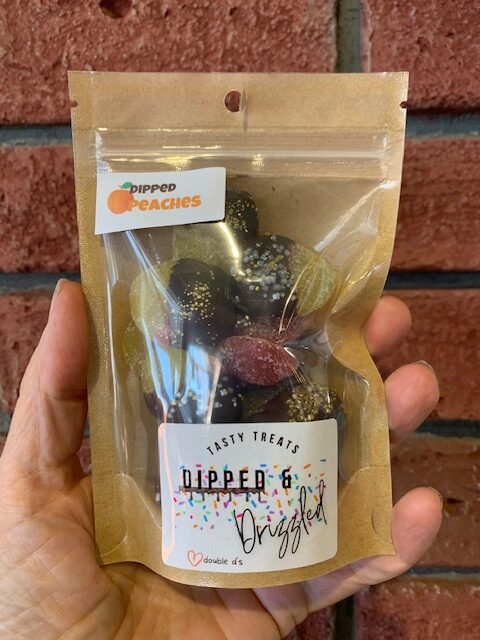 DIPPED
PEACHES
TASTY TREATS
DIPPED &
Drizzled
double d's